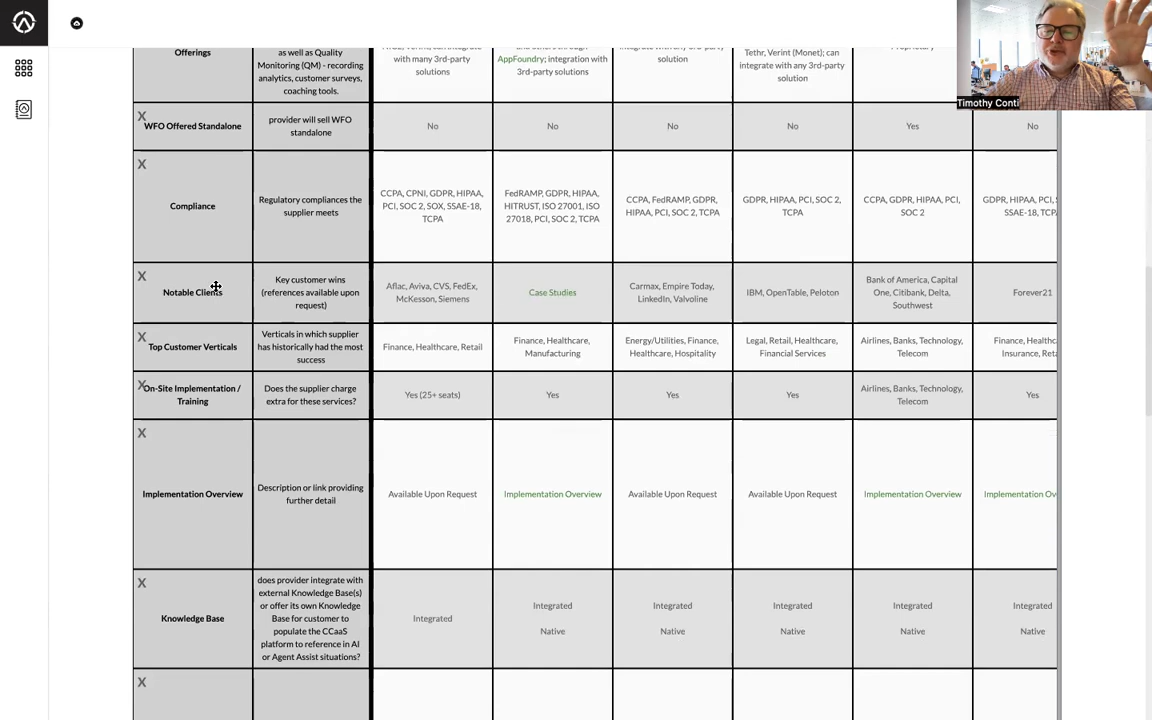 Timothy Conti
Offerings
as well as Quality
Monitoring (QM) - recording
analytics, customer surveys,
coaching tools.
with many 3rd-party
solutions
AppFoundry; integration with
3rd-party solutions
solution
Tethr, Verint (Monet); can
integrate with any 3rd-party
solution
X
WFO Offered Standalone
provider will sell WFO
standalone
No
No
No
No
Yes
No
X
Compliance
Regulatory compliances the
supplier meets
CCPA, CPNI, GDPR, HIPAA,
PCI, SOC 2, SOX, SSAE-18,
TCPA
FedRAMP, GDPR, HIPAA,
HITRUST, ISO 27001, ISO
27018, PCI, SOC 2, TCPA
CCPA, FedRAMP, GDPR,
HIPAA, PCI, SOC 2, TCPA
GDPR, HIPAA, PCI, SOC 2,
TCPA
CCPA, GDPR, HIPAA, PCI,
SOC 2
GDPR, HIPAA, PCI,
SSAE-18,
X
Notable Clients
Key customer wins
(references available upon
request)
Aflac, Aviva, CVS, FedEx,
McKesson, Siemens
Case Studies
Carmax, Empire Today,
LinkedIn, Valvoline
IBM, OpenTable, Peloton
Bank of America, Capital
One, Citibank, Delta,
Southwest
Forever21
X
Top Customer Verticals
Verticals in which supplier
has historically had the most
success
Finance, Healthcare, Retail
Finance, Healthcare,
Manufacturing
Energy/Utilities, Finance,
Healthcare, Hospitality
Legal, Retail, Healthcare,
Financial Services
Airlines, Banks, Technology,
Telecom
Finance,
Insurance,
X
On-Site Implementation /
Training
Does the supplier charge
extra for these services?
Yes (25+ seats)
Yes
Yes
Yes
Airlines, Banks, Technology,
Telecom
Yes
X
Implementation Overview
Description or link providing
further detail
Available Upon Request
Implementation Overview
Available Upon Request
Available Upon Request
Implementation Overview
Implementation Ov
X
Knowledge Base
does provider integrate with
external Knowledge Base(s)
or offer its own Knowledge
Base for customer to
populate the CCaaS
platform to reference in AI
or Agent Assist situations?
Integrated
Integrated
Native
Integrated
Native
Integrated
Native
Integrated
Native
Integrated
Native
X